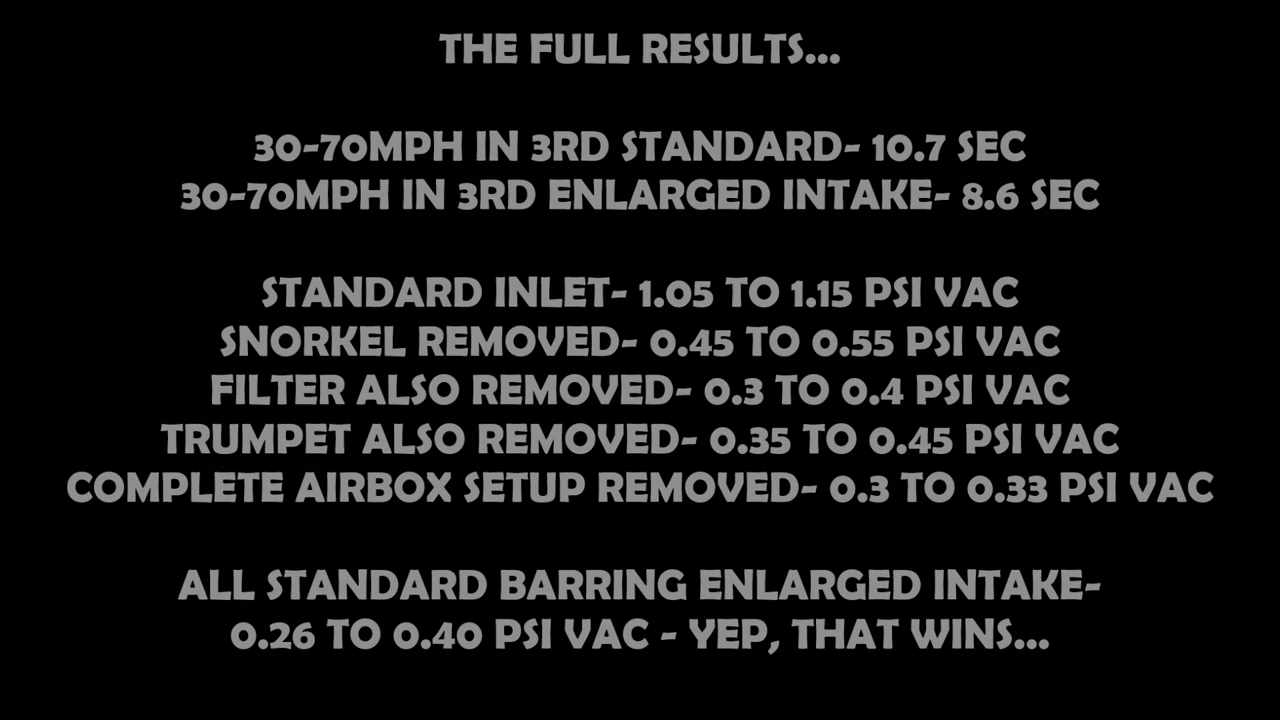 THE FULL RESULTS...
30-70MPH IN 3RD STANDARD- 10.7 SEC
30-70MPH IN 3RD ENLARGED INTAKE- 8.6 SEC
STANDARD INLET- 1.05 TO 1.15 PSI VAC
SNORKEL REMOVED- 0.45 TO 0.55 PSI VAC
FILTER ALSO REMOVED- 0.3 TO 0.4 PSI VAC
TRUMPET ALSO REMOVED- 0.35 TO 0.45 PSI VAC
COMPLETE AIRBOX SETUP REMOVED- 0.3 TO 0.33 PSI VAC
ALL STANDARD BARRING ENLARGED INTAKE-
0.26 TO 0.40 PSI VAC - YEP, THAT WINS...